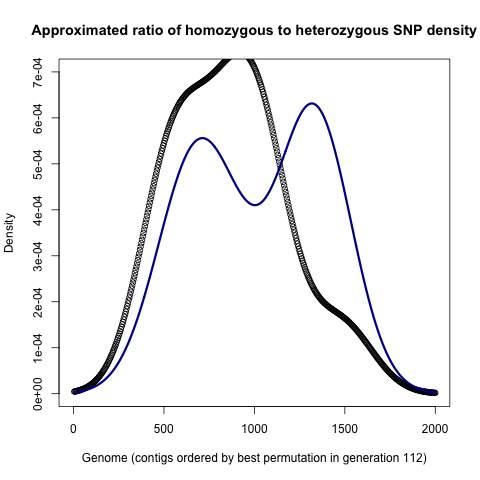 Approximated ratio of homozygous to heterozygous SNP density
7e-04
6e-04
5e-04
4e-04
3e-04
2e-04
1e-04
0e+00
Density
0 500 1000 1500 2000
Genome (contigs ordered by best permutation in generation 112)